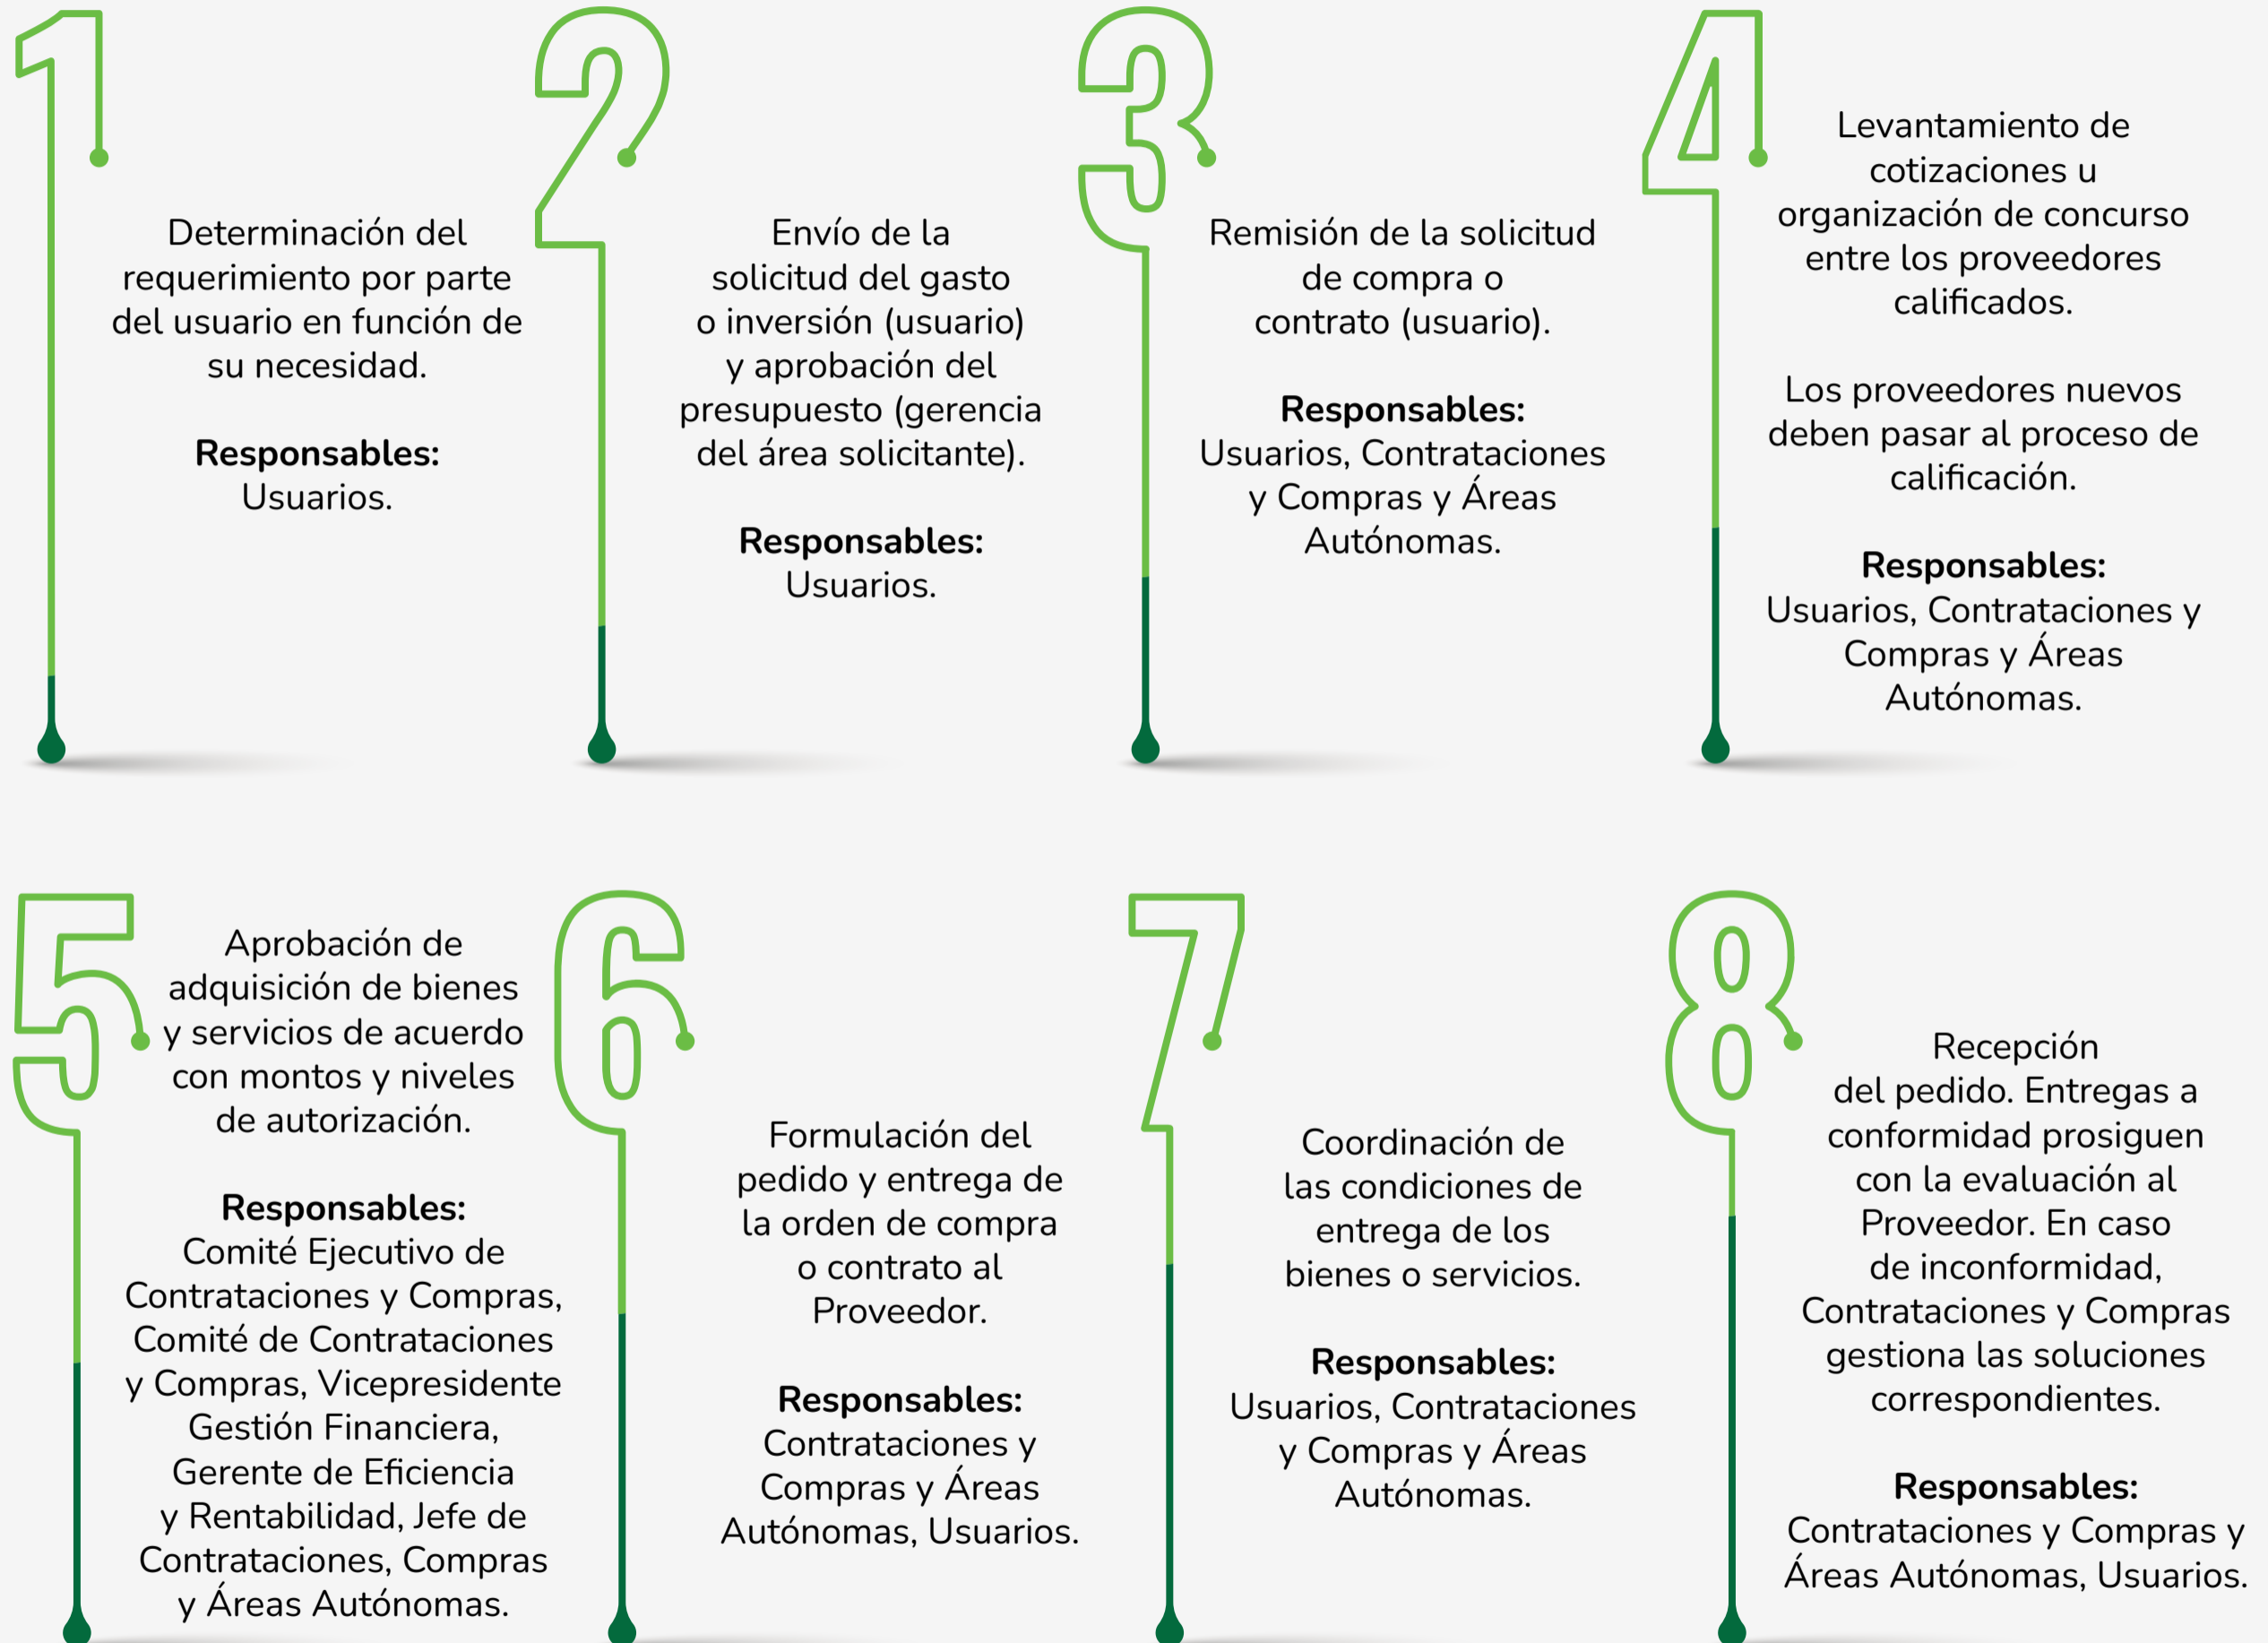 1
Determinación del
requerimiento por parte
del usuario en función de
su necesidad.
Responsables:
Usuarios.
2
Envío de la
solicitud del gasto
o inversión (usuario)
y aprobación del
presupuesto (gerencia
del área solicitante).
Responsables:
Usuarios.
3
Remisión de la solicitud
de compra o
contrato (usuario).
Responsables:
Usuarios, Contrataciones
y Compras y Áreas
Autónomas.
4
Levantamiento de
cotizaciones u
organización de concurso
entre los proveedores
calificados.
Los proveedores nuevos
deben pasar al proceso de
calificación.
Responsables:
Usuarios, Contrataciones y
Compras y Áreas
Autónomas.
5
Aprobación de
adquisición de bienes
y servicios de acuerdo
con montos y niveles
de autorización.
Responsables:
Comité Ejecutivo de
Contrataciones y Compras,
Comité de Contrataciones
y Compras, Vicepresidente
Gestión Financiera,
Gerente de Eficiencia
y Rentabilidad, Jefe de
Contrataciones, Compras
y Áreas Autónomas.
6
Formulación del
pedido y entrega de
la orden de compra
o contrato al
Proveedor.
Responsables:
Contrataciones y
Compras y Áreas
Autónomas, Usuarios.
7
Coordinación de
las condiciones de
entrega de los
bienes o servicios.
Responsables:
Usuarios, Contrataciones
y Compras y Áreas
Autónomas.
8
Recepción
del pedido. Entregas a
conformidad prosiguen
con la evaluación al
Proveedor. En caso
de inconformidad,
Contrataciones y Compras
gestiona las soluciones
correspondientes.
Responsables:
Contrataciones y Compras y
Áreas Autónomas, Usuarios.